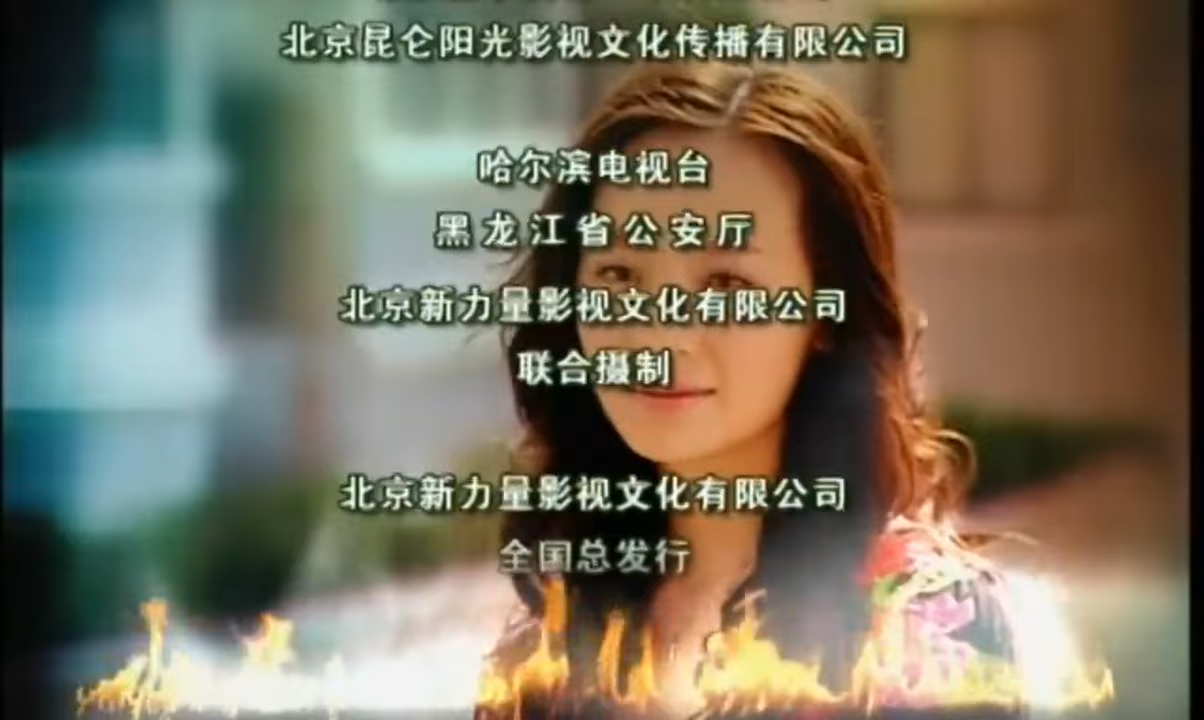 北京昆仑阳光影视文化传播有限公司
哈尔滨电视台
黑龙江省公安厅
北京新力量影视文化有限公司
联合摄制
北京新力量影视文化有限公司
全国总发行